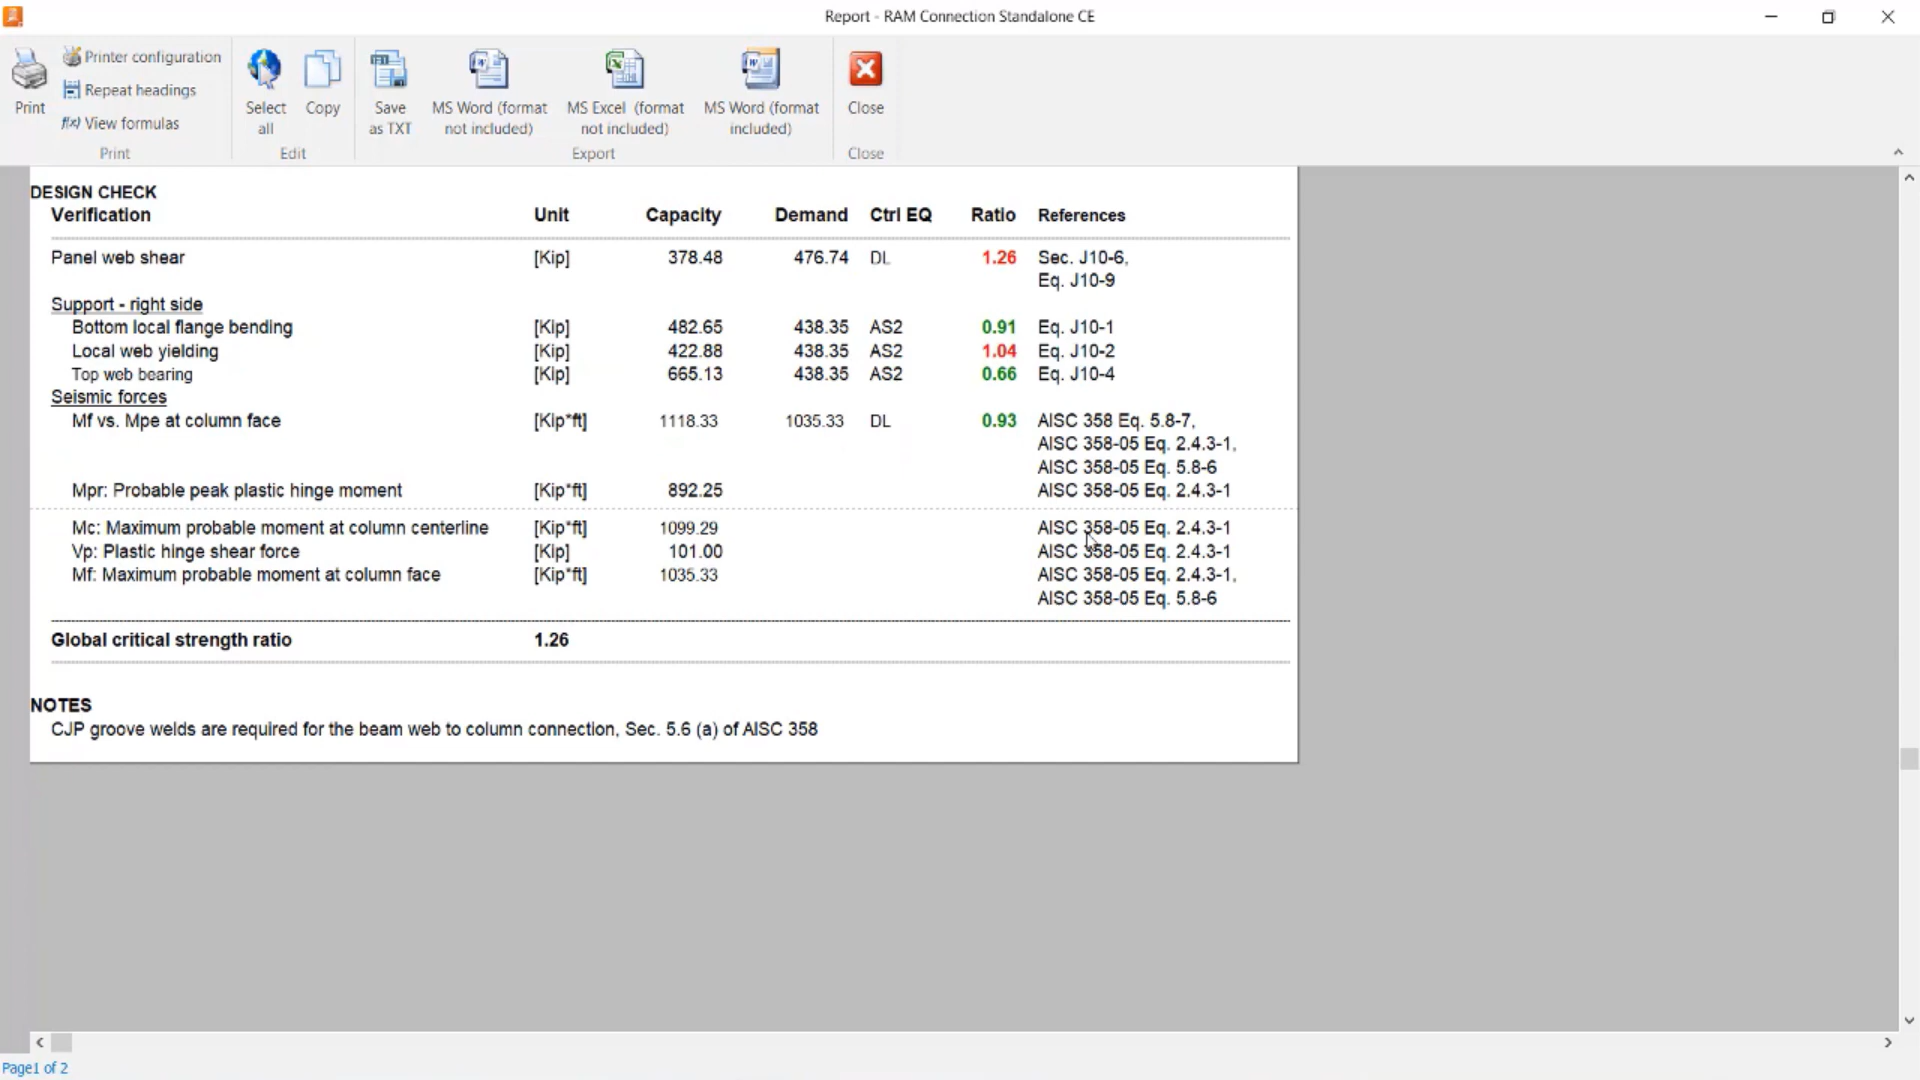 Report - RAM Connection Standalone CE
Print
Printer configuration
Repeat headings
f(x) View formulas
Print
Select all
Copy
Edit
Save as TXT
MS Word (format not included)
MS Excel (format not included)
MS Word (format included)
Export
Close
Close
DESIGN CHECK
Verification Unit Capacity Demand Ctrl EQ Ratio References
Panel web shear [Kip] 378.48 476.74 DL 1.26 Sec. J10-6,
Eq. J10-9
Support - right side
Bottom local flange bending [Kip] 482.65 438.35 AS2 0.91 Eq. J10-1
Local web yielding [Kip] 422.88 438.35 AS2 1.04 Eq. J10-2
Top web bearing [Kip] 665.13 438.35 AS2 0.66 Eq. J10-4
Seismic forces
Mf vs. Mpe at column face [Kip*ft] 1118.33 1035.33 DL 0.93 AISC 358 Eq. 5.8-7,
AISC 358-05 Eq. 2.4.3-1,
AISC 358-05 Eq. 5.8-6
Mpr: Probable peak plastic hinge moment [Kip*ft] 892.25 AISC 358-05 Eq. 2.4.3-1
Mc: Maximum probable moment at column centerline [Kip*ft] 1099.29 AISC 358-05 Eq. 2.4.3-1
Vp: Plastic hinge shear force [Kip] 101.00 AISC 358-05 Eq. 2.4.3-1
Mf: Maximum probable moment at column face [Kip*ft] 1035.33 AISC 358-05 Eq. 2.4.3-1,
AISC 358-05 Eq. 5.8-6
Global critical strength ratio 1.26
NOTES
CJP groove welds are required for the beam web to column connection, Sec. 5.6 (a) of AISC 358
Page1 of 2